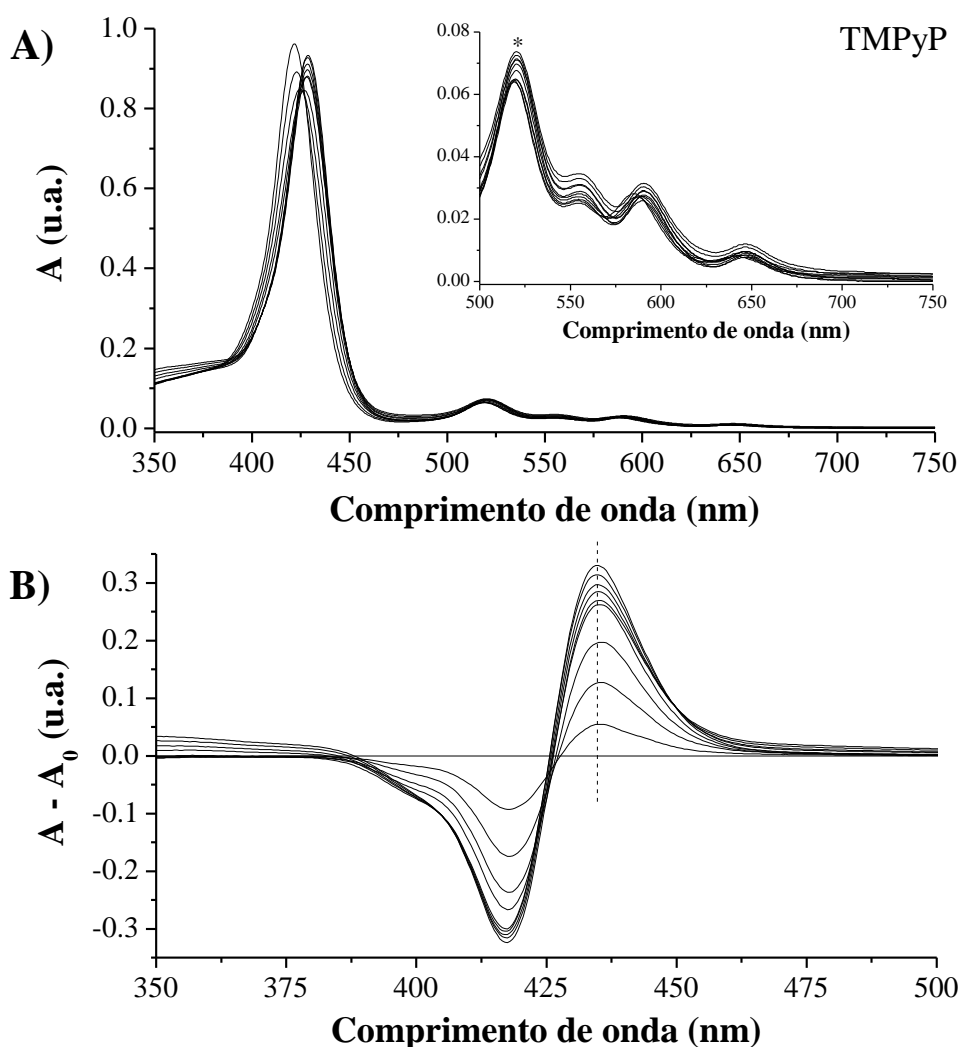 A)
TMPyP
A (u.a.)
1.0
0.8
0.6
0.4
0.2
0.0
350 400 450 500 550 600 650 700 750
Comprimento de onda (nm)
*
0.08
0.06
0.04
0.02
0.00
500 550 600 650 700 750
Comprimento de onda (nm)
B)
A - A0 (u.a.)
0.3
0.2
0.1
0.0
-0.1
-0.2
-0.3
350 375 400 425 450 475 500
Comprimento de onda (nm)